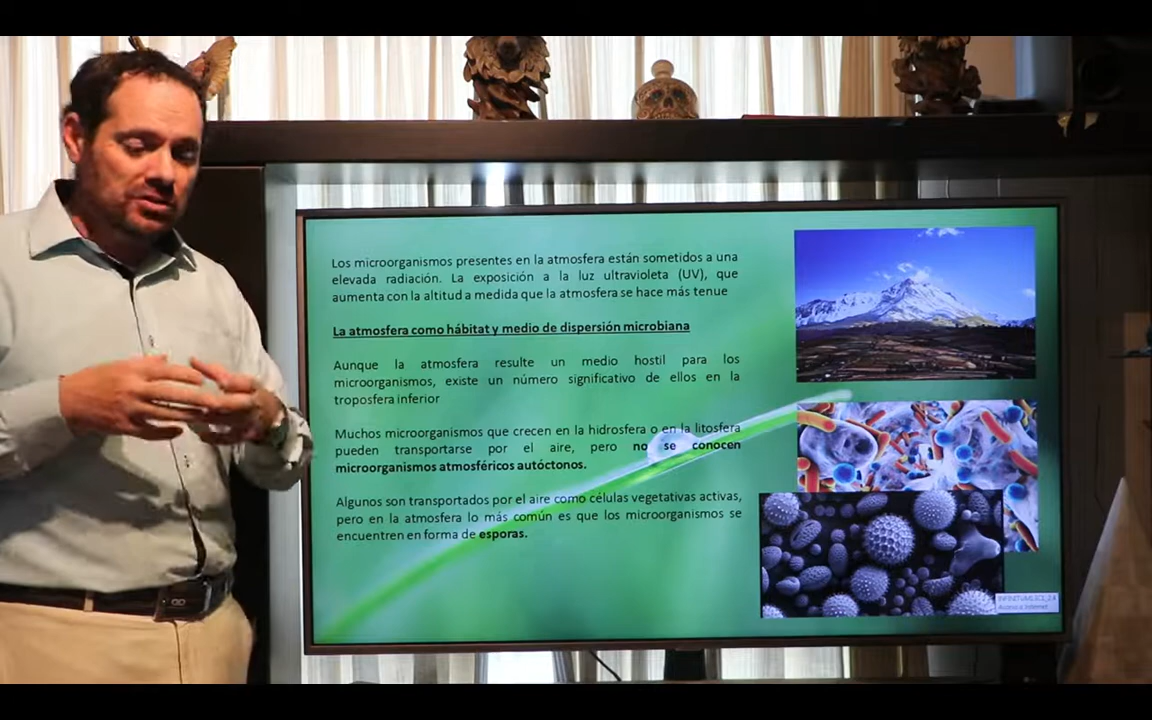 Los microorganismos presentes en la atmosfera están sometidos a una
elevada radiación. La exposición a la luz ultravioleta (UV), que
aumenta con la altitud a medida que la atmosfera se hace más tenue
La atmosfera como hábitat y medio de dispersión microbiana
Aunque la atmosfera resulte un medio hostil para los
microorganismos, existe un número significativo de ellos en la
troposfera inferior
Muchos microorganismos que crecen en la hidrosfera o en la litosfera
pueden transportarse por el aire, pero no se conocen
microorganismos atmosféricos autóctonos.
Algunos son transportados por el aire como células vegetativas activas,
pero en la atmosfera lo más común es que los microorganismos se
encuentren en forma de esporas.
Acceso a Internet